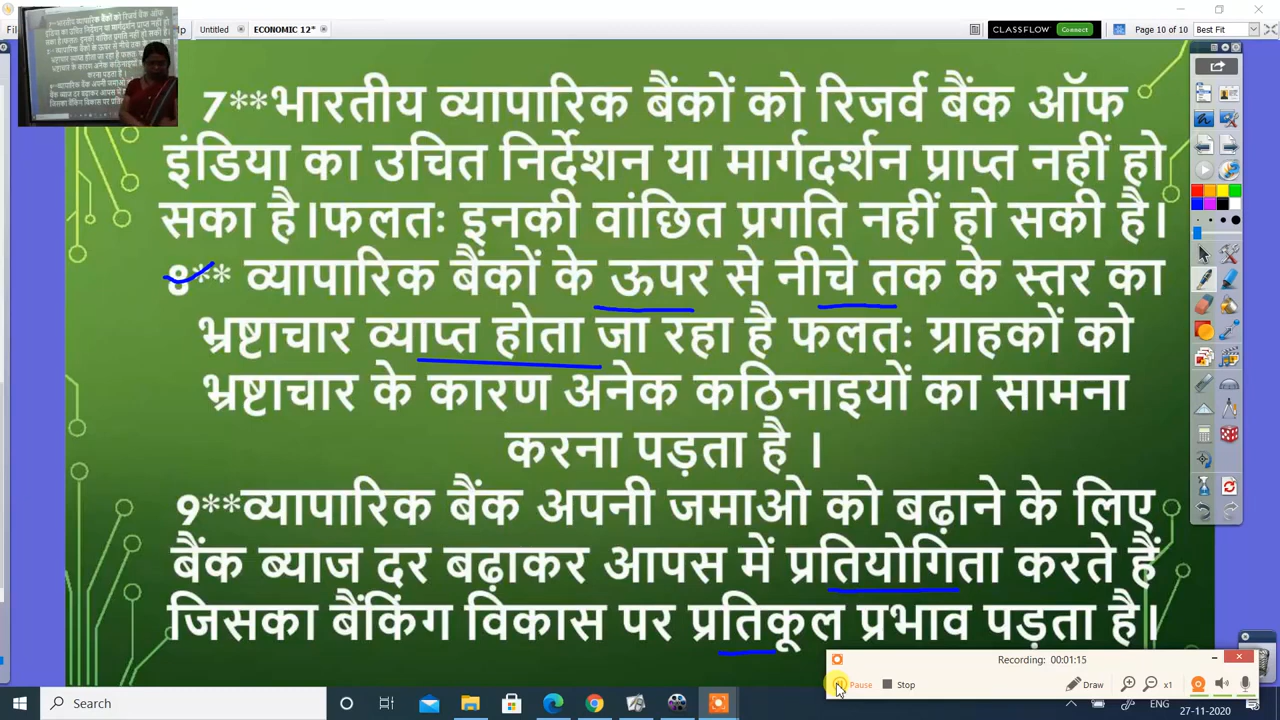 Untitled
ECONOMIC 12*
CLASSFLOW
Connect
Page 10 of 10
Best Fit
7**भारतीय व्यापारिक बैंकों को रिजर्व बैंक ऑफ
इंडिया का उचित निर्देशन या मार्गदर्शन प्राप्त नहीं हो
सका है।फलतः इनकी वांछित प्रगति नहीं हो सकी है।
8** व्यापारिक बैंकों के ऊपर से नीचे तक के स्तर का
भ्रष्टाचार व्याप्त होता जा रहा है फलतः ग्राहकों को
भ्रष्टाचार के कारण अनेक कठिनाइयों का सामना
करना पड़ता है ।
9**व्यापारिक बैंक अपनी जमाओ को बढ़ाने के लिए
बैंक ब्याज दर बढ़ाकर आपस में प्रतियोगिता करते हैं
जिसका बैंकिंग विकास पर प्रतिकूल प्रभाव पड़ता है।
Recording: 00:01:15
Pause
Stop
Draw
x1
Search
ENG
27-11-2020